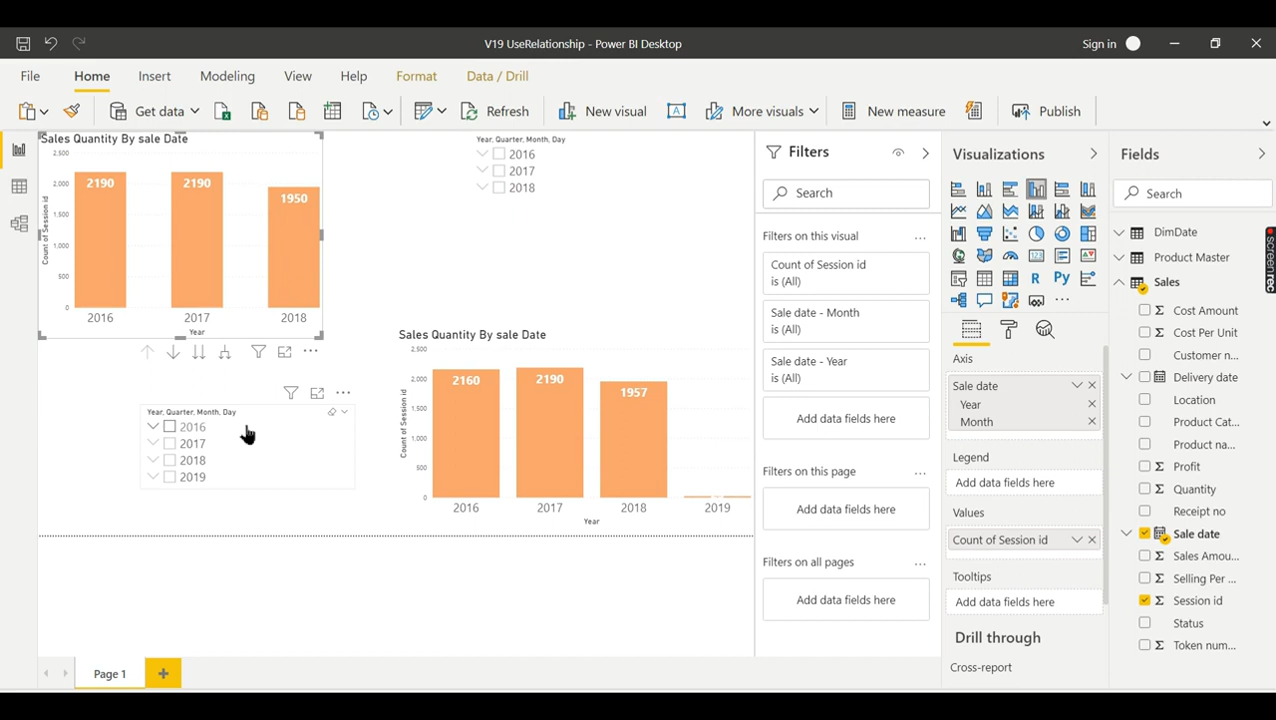 V19 UseRelationship - Power BI Desktop
Sign in
File Home Insert Modeling View Help Format Data / Drill
Get data Refresh New visual More visuals New measure Publish
Sales Quantity By sale Date
2,500
2,000
1,500
1,000
500
0
Count of Session id
2190 2190 1950
2016 2017 2018
Year
Year, Quarter, Month, Day
2016
2017
2018
Year, Quarter, Month, Day
2016
2017
2018
2019
Sales Quantity By sale Date
2,500
2,000
1,500
1,000
500
0
Count of Session id
2160 2190 1957
2016 2017 2018 2019
Year
Page 1
Filters
Search
Filters on this visual
Count of Session id
is (All)
Sale date - Month
is (All)
Sale date - Year
is (All)
Add data fields here
Filters on this page
Add data fields here
Filters on all pages
Add data fields here
Visualizations
R Py
Axis
Sale date
Year
Month
Legend
Add data fields here
Values
Count of Session id
Tooltips
Add data fields here
Drill through
Cross-report
Fields
Search
DimDate
Product Master
Sales
Cost Amount
Cost Per Unit
Customer n...
Delivery date
Location
Product Cat...
Product na...
Profit
Quantity
Receipt no
Sale date
Sales Amou...
Selling Per ...
Session id
Status
Token num...
screenrec